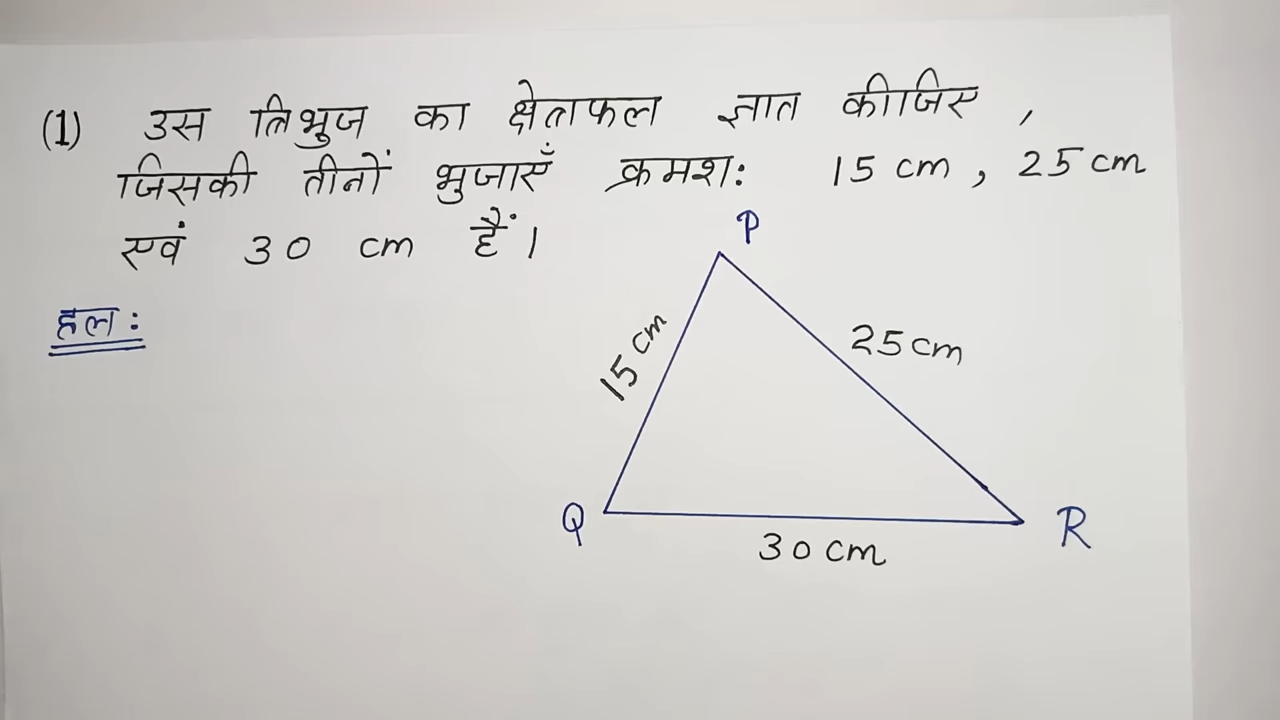 (1) उस त्रिभुज का क्षेत्रफल ज्ञात कीजिए ,
जिसकी तीनों भुजाएँ क्रमश: 15 cm , 25 cm
एवं 30 cm हैं।
हल :
P
15 cm
25 cm
Q
R
30 cm